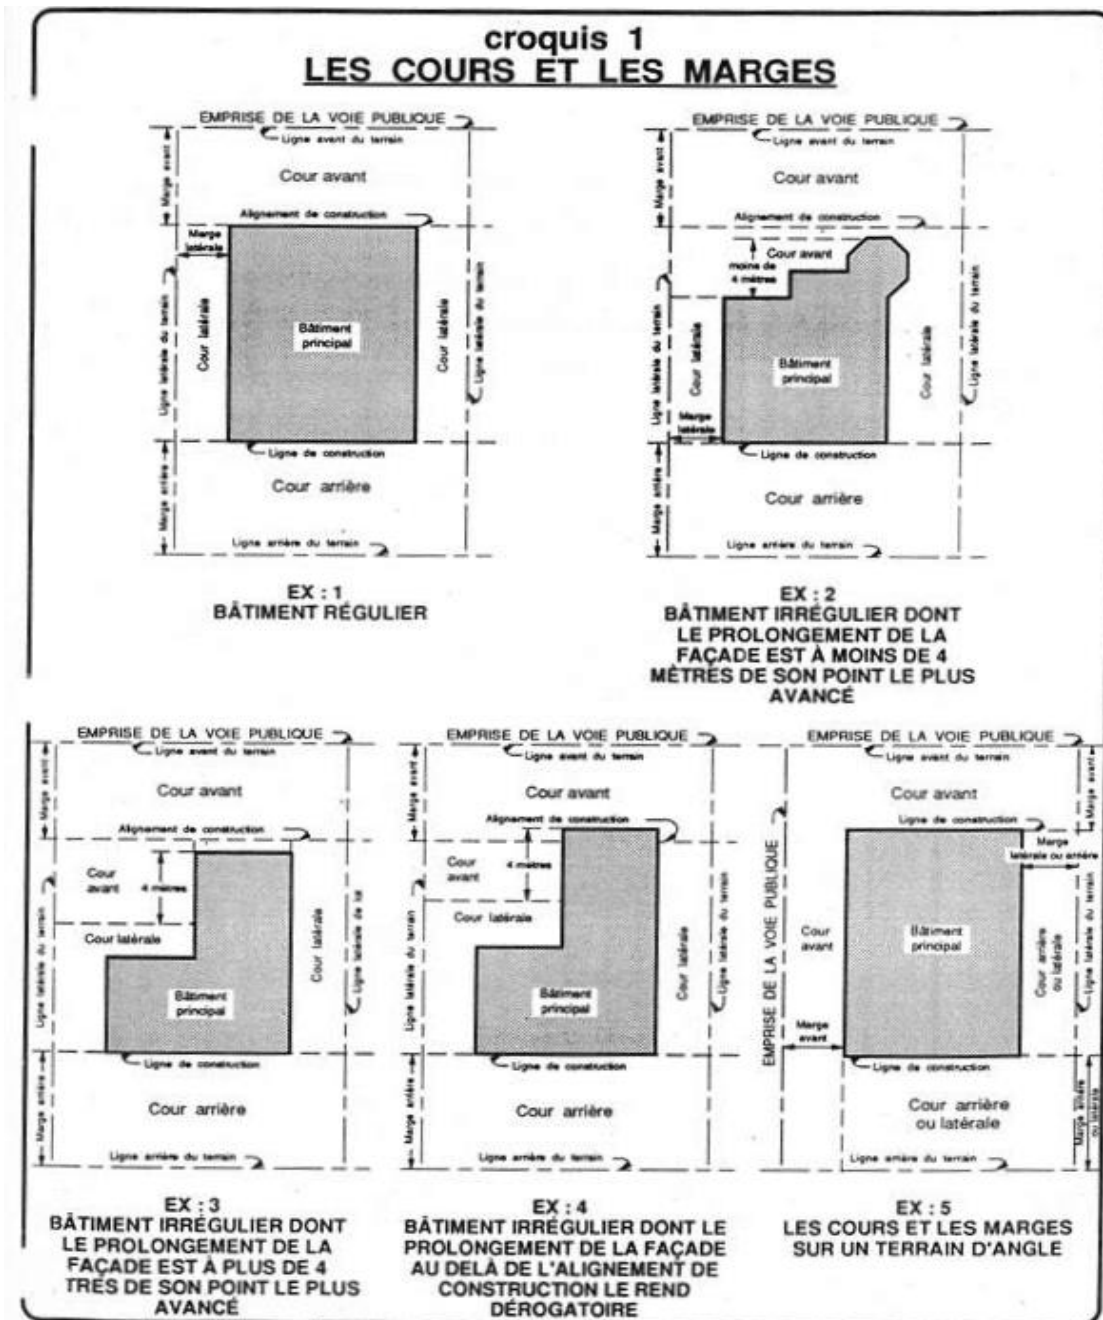 croquis 1
LES COURS ET LES MARGES
EMPRISE DE LA VOIE PUBLIQUE
Ligne avant du terrain
Marge avant
Cour avant
Alignement de construction
Marge
latérale
Ligne latérale du terrain
Cour latérale
Bâtiment
principal
Cour latérale
Ligne latérale du terrain
Ligne de construction
Marge arrière
Cour arrière
Ligne arrière du terrain
EX : 1
BÂTIMENT RÉGULIER
EMPRISE DE LA VOIE PUBLIQUE
Ligne avant du terrain
Marge avant
Cour avant
Alignement de construction
Cour avant
moins de
4 mètres
Ligne latérale du terrain
Cour latérale
Bâtiment
principal
Cour latérale
Ligne latérale du terrain
Marge
latérale
Ligne de construction
Marge arrière
Cour arrière
Ligne arrière du terrain
EX : 2
BÂTIMENT IRRÉGULIER DONT
LE PROLONGEMENT DE LA
FAÇADE EST À MOINS DE 4
MÈTRES DE SON POINT LE PLUS
AVANCÉ
EMPRISE DE LA VOIE PUBLIQUE
Ligne avant du terrain
Marge avant
Cour avant
Alignement de construction
Cour
avant
4 mètres
Ligne latérale du terrain
Cour latérale
Cour latérale
Ligne latérale de lot
Bâtiment
principal
Ligne de construction
Marge arrière
Cour arrière
Ligne arrière du terrain
EX : 3
BÂTIMENT IRRÉGULIER DONT
LE PROLONGEMENT DE LA
FAÇADE EST À PLUS DE 4
TRES DE SON POINT LE PLUS
AVANCÉ
EMPRISE DE LA VOIE PUBLIQUE
Ligne avant du terrain
Marge avant
Cour avant
Alignement de construction
Cour
avant
4 mètres
Ligne latérale du terrain
Cour latérale
Cour latérale
Ligne latérale du terrain
Bâtiment
principal
Ligne de construction
Marge arrière
Cour arrière
Ligne arrière du terrain
EX : 4
BÂTIMENT IRRÉGULIER DONT LE
PROLONGEMENT DE LA FAÇADE
AU DELÀ DE L'ALIGNEMENT DE
CONSTRUCTION LE REND
DÉROGATOIRE
EMPRISE DE LA VOIE PUBLIQUE
Ligne avant du terrain
Marge avant
Cour avant
Ligne de construction
Marge
latérale ou arrière
EMPRISE DE LA VOIE PUBLIQUE
Cour
avant
Bâtiment
principal
Cour arrière
ou latérale
Ligne latérale du terrain
Marge
avant
Ligne de construction
Cour arrière
ou latérale
Marge arrière
ou latérale
Ligne arrière du terrain
EX : 5
LES COURS ET LES MARGES
SUR UN TERRAIN D'ANGLE